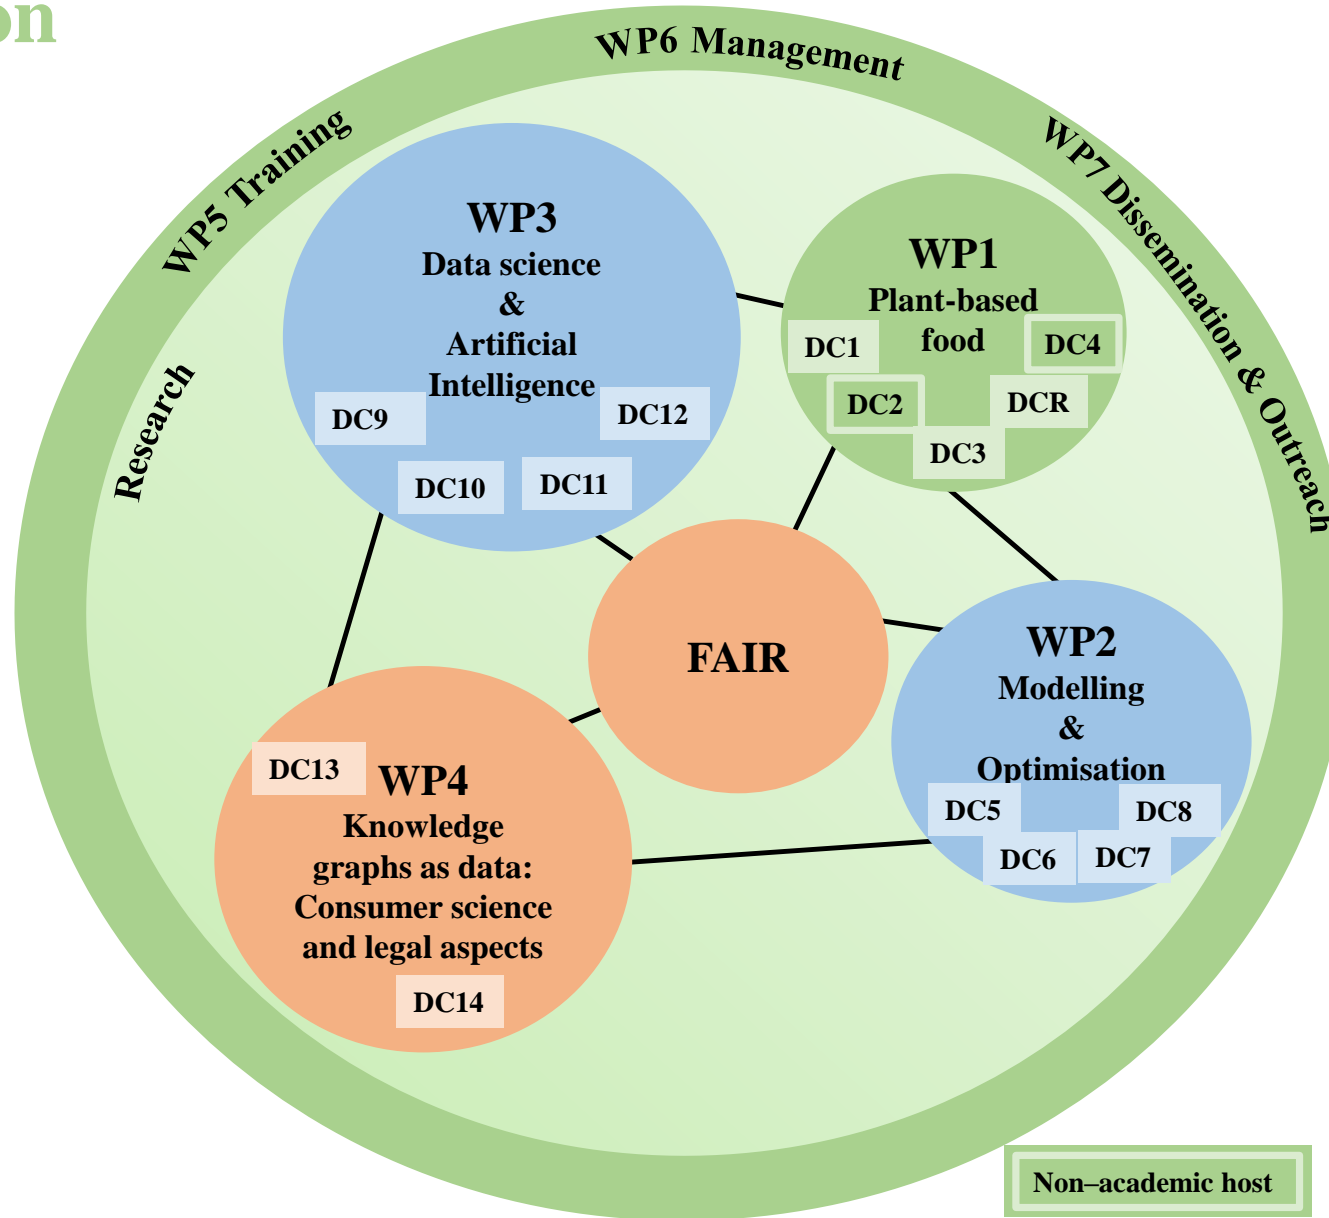 on
WP6 Management
WP5 Training
WP7 Dissemination & Outreach
Research
WP3
Data science
&
Artificial
Intelligence
DC9
DC10
DC11
DC12
WP1
Plant-based
food
DC1
DC2
DC3
DCR
DC4
FAIR
WP2
Modelling
&
Optimisation
DC5
DC6
DC7
DC8
DC13
WP4
Knowledge
graphs as data:
Consumer science
and legal aspects
DC14
Non–academic host